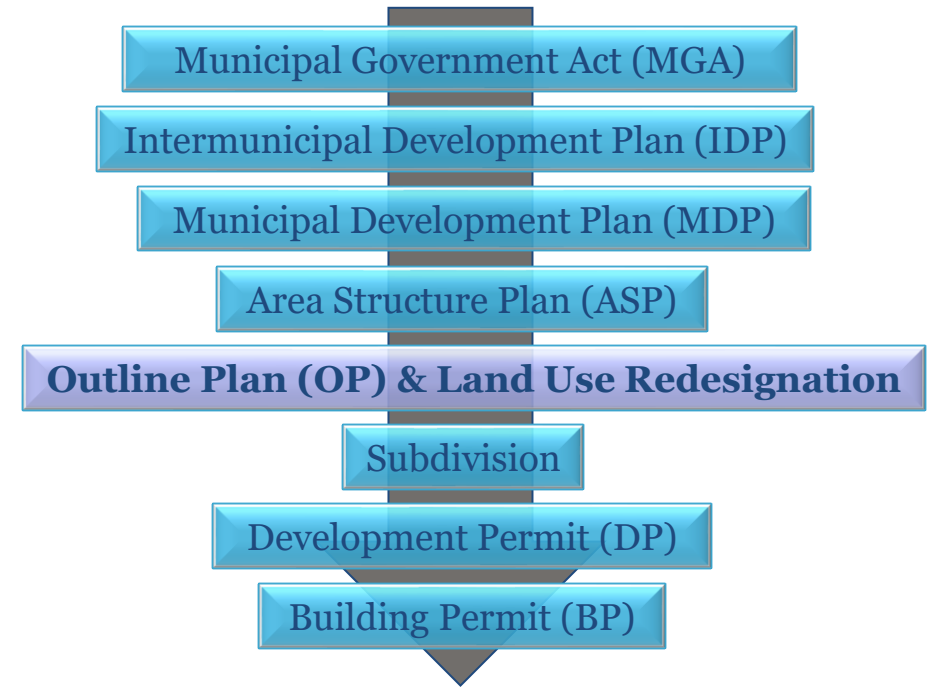 Municipal Government Act (MGA)
Intermunicipal Development Plan (IDP)
Municipal Development Plan (MDP)
Area Structure Plan (ASP)
Outline Plan (OP) & Land Use Redesignation
Subdivision
Development Permit (DP)
Building Permit (BP)